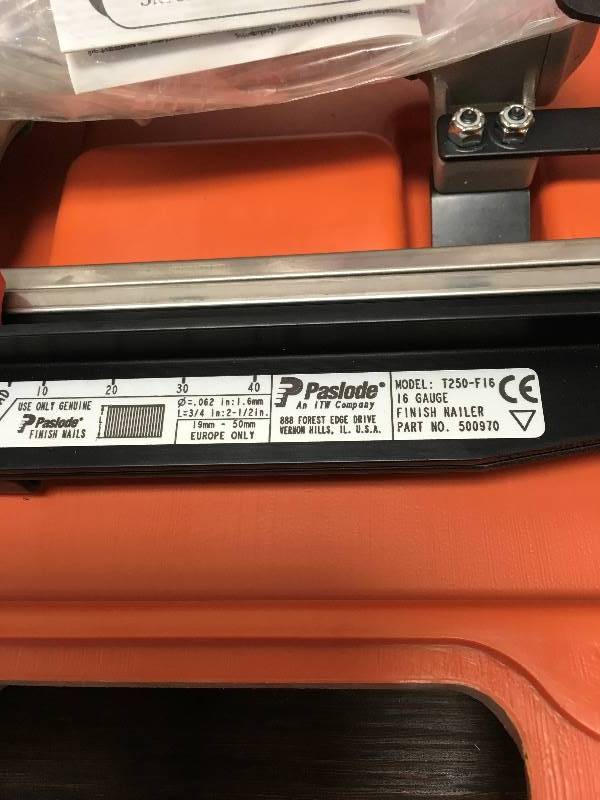 10 20 30 40
USE ONLY GENUINE
Paslode®
FINISH NAILS
T
L
Ø=.062 in:1.6mm
L=3/4 in:2-1/2in.
19mm - 50mm
EUROPE ONLY
Paslode®
An ITW Company
888 FOREST EDGE DRIVE
VERNON HILLS, IL. U.S.A.
MODEL: T250-F16
16 GAUGE
FINISH NAILER
PART NO. 500970
CE